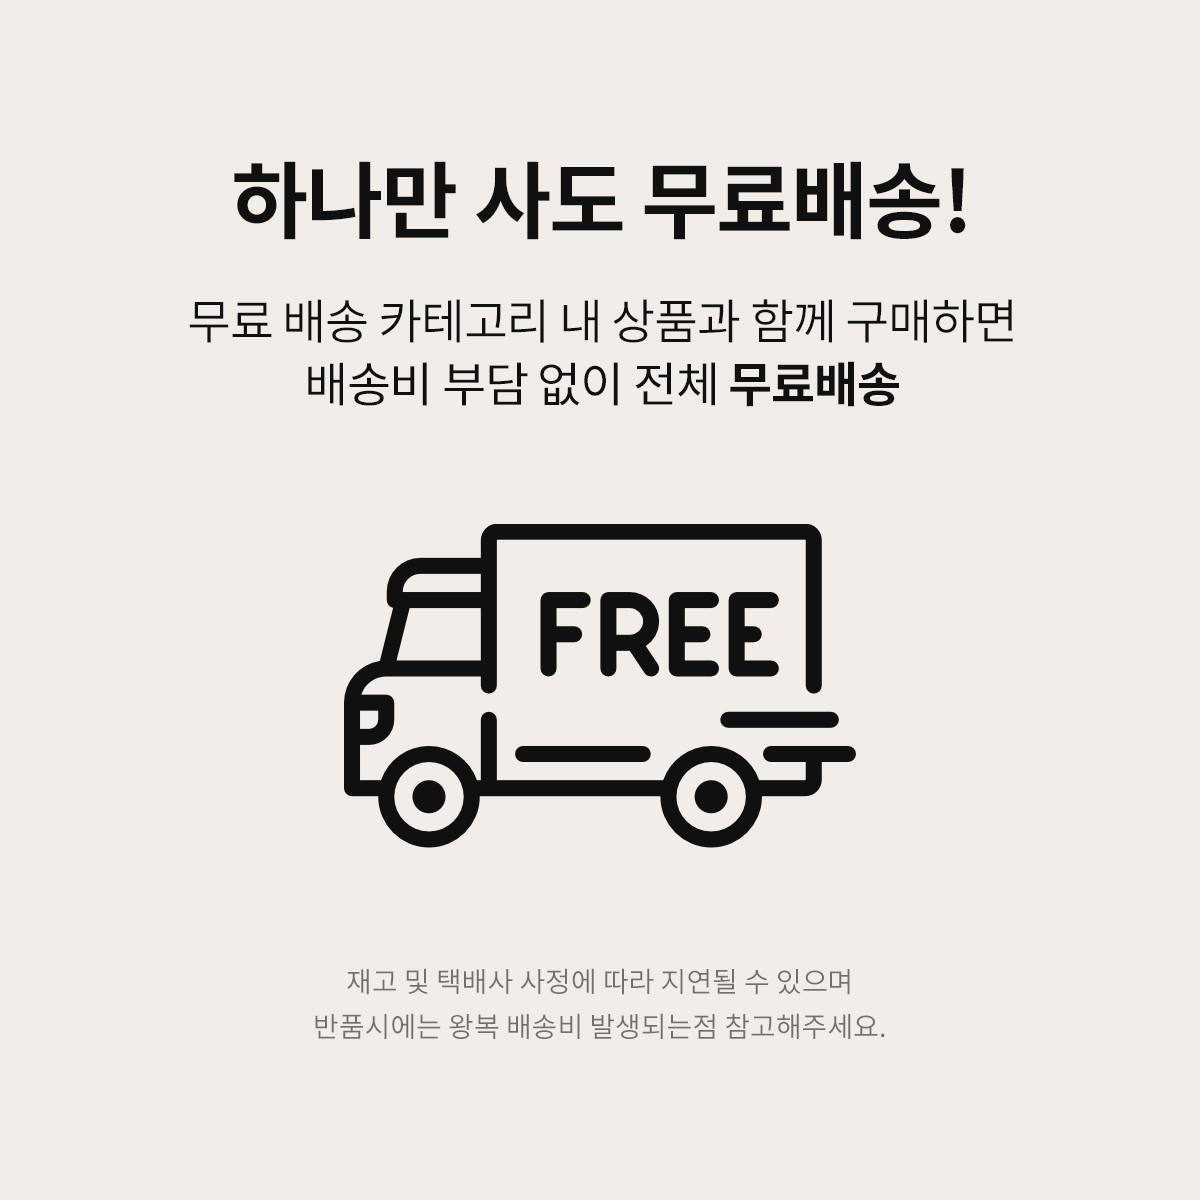 하나만 사도 무료배송!
무료 배송 카테고리 내 상품과 함께 구매하면
배송비 부담 없이 전체 무료배송
FREE
재고 및 택배사 사정에 따라 지연될 수 있으며
반품시에는 왕복 배송비 발생되는점 참고해주세요.